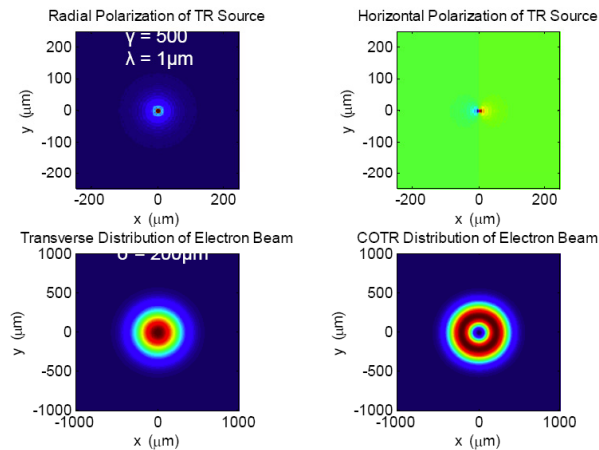 Radial Polarization of TR Source
Horizontal Polarization of TR Source
γ = 500
λ = 1μm
y (μm)
200
100
0
-100
-200
-200
0
200
x (μm)
y (μm)
200
100
0
-100
-200
-200
0
200
x (μm)
Transverse Distribution of Electron Beam
COTR Distribution of Electron Beam
σ = 200μm
y (μm)
1000
500
0
-500
-1000
-1000
0
1000
x (μm)
y (μm)
1000
500
0
-500
-1000
-1000
0
1000
x (μm)